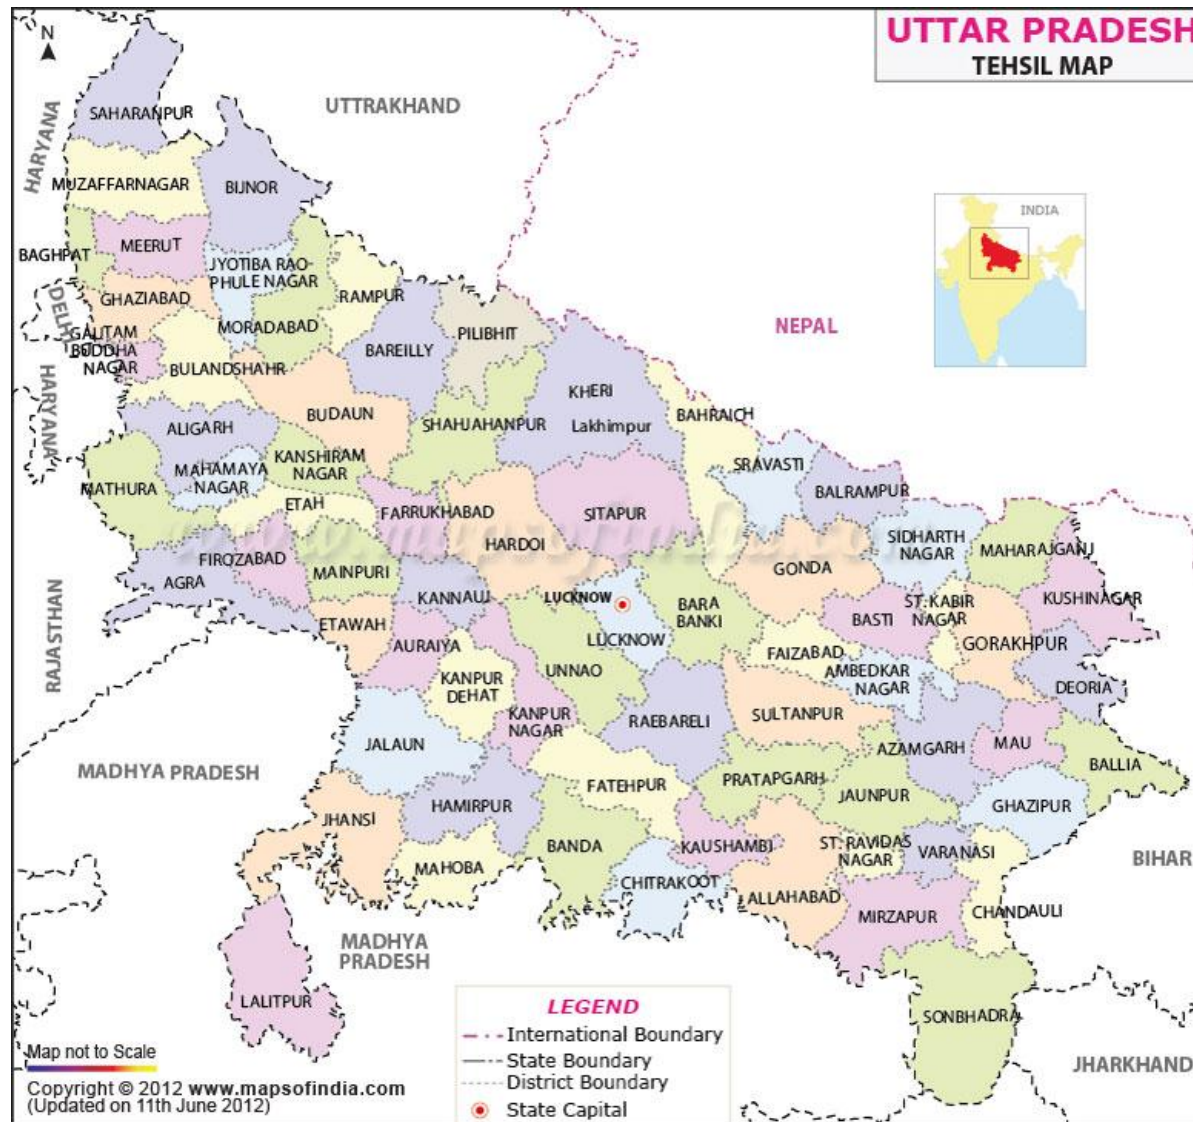 UTTAR PRADESH
TEHSIL MAP
N
UTTRAKHAND
HARYANA
SAHARANPUR
MUZAFFARNAGAR
BIJNOR
INDIA
BAGHPAT
MEERUT
JYOTIBA RAO
PHULE NAGAR
GHAZIABAD
RAMPUR
DELHI
GAUTAM
BUDDHA
NAGAR
MORADABAD
NEPAL
PILIBHIT
BAREILLY
BULANDSHAHR
HARYANA
BUDAUN
KHERI
Lakhimpur
SHAHJAHANPUR
BAHRAICH
ALIGARH
KANSHIRAM
NAGAR
MAHAMAYA
NAGAR
MATHURA
SRAVASTI
BALRAMPUR
ETAH
FARRUKHABAD
SITAPUR
www.mapsofindia.com
HARDOI
SIDHARTH
NAGAR
MAHARAJGANJ
FIROZABAD
MAINPURI
AGRA
GONDA
KANNAUJ
LUCKNOW
LUCKNOW
BARA
BANKI
BASTI
ST. KABIR
NAGAR
KUSHINAGAR
RAJASTHAN
ETAWAH
AURAIYA
GORAKHPUR
FAIZABAD
AMBEDKAR
NAGAR
UNNAO
KANPUR
DEHAT
DEORIA
KANPUR
NAGAR
RAEBARELI
SULTANPUR
JALAUN
AZAMGARH
MAU
BALLIA
MADHYA PRADESH
FATEHPUR
PRATAPGARH
JAUNPUR
GHAZIPUR
HAMIRPUR
JHANSI
BANDA
KAUSHAMBI
ST. RAVIDAS
NAGAR
VARANASI
BIHAR
MAHOBA
CHITRAKOOT
ALLAHABAD
MIRZAPUR
CHANDAULI
MADHYA
PRADESH
LALITPUR
SONBHADRA
JHARKHAND
LEGEND
International Boundary
State Boundary
District Boundary
State Capital
Map not to Scale
Copyright © 2012 www.mapsofindia.com
(Updated on 11th June 2012)